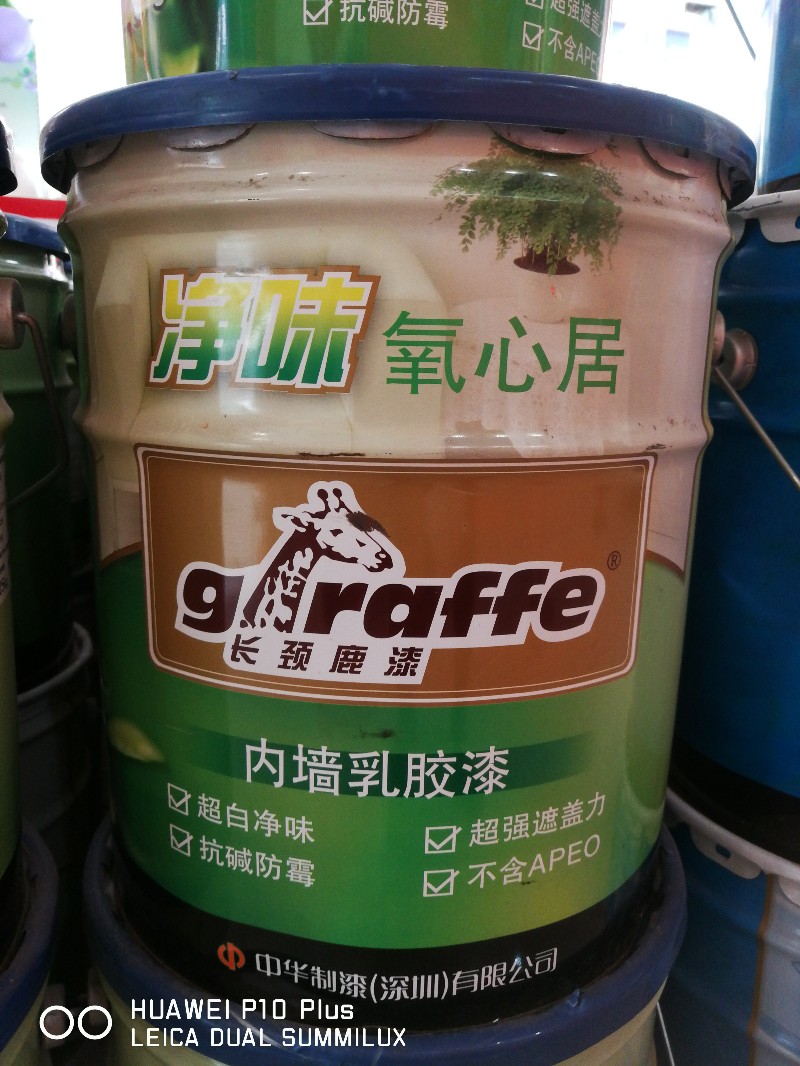 抗碱防霉
超强遮盖
不含APE
净味 氧心居
giraffe®
长颈鹿漆
内墙乳胶漆
超白净味
抗碱防霉
超强遮盖力
不含APEO
中华制漆(深圳)有限公司
HUAWEI P10 Plus
LEICA DUAL SUMMILUX